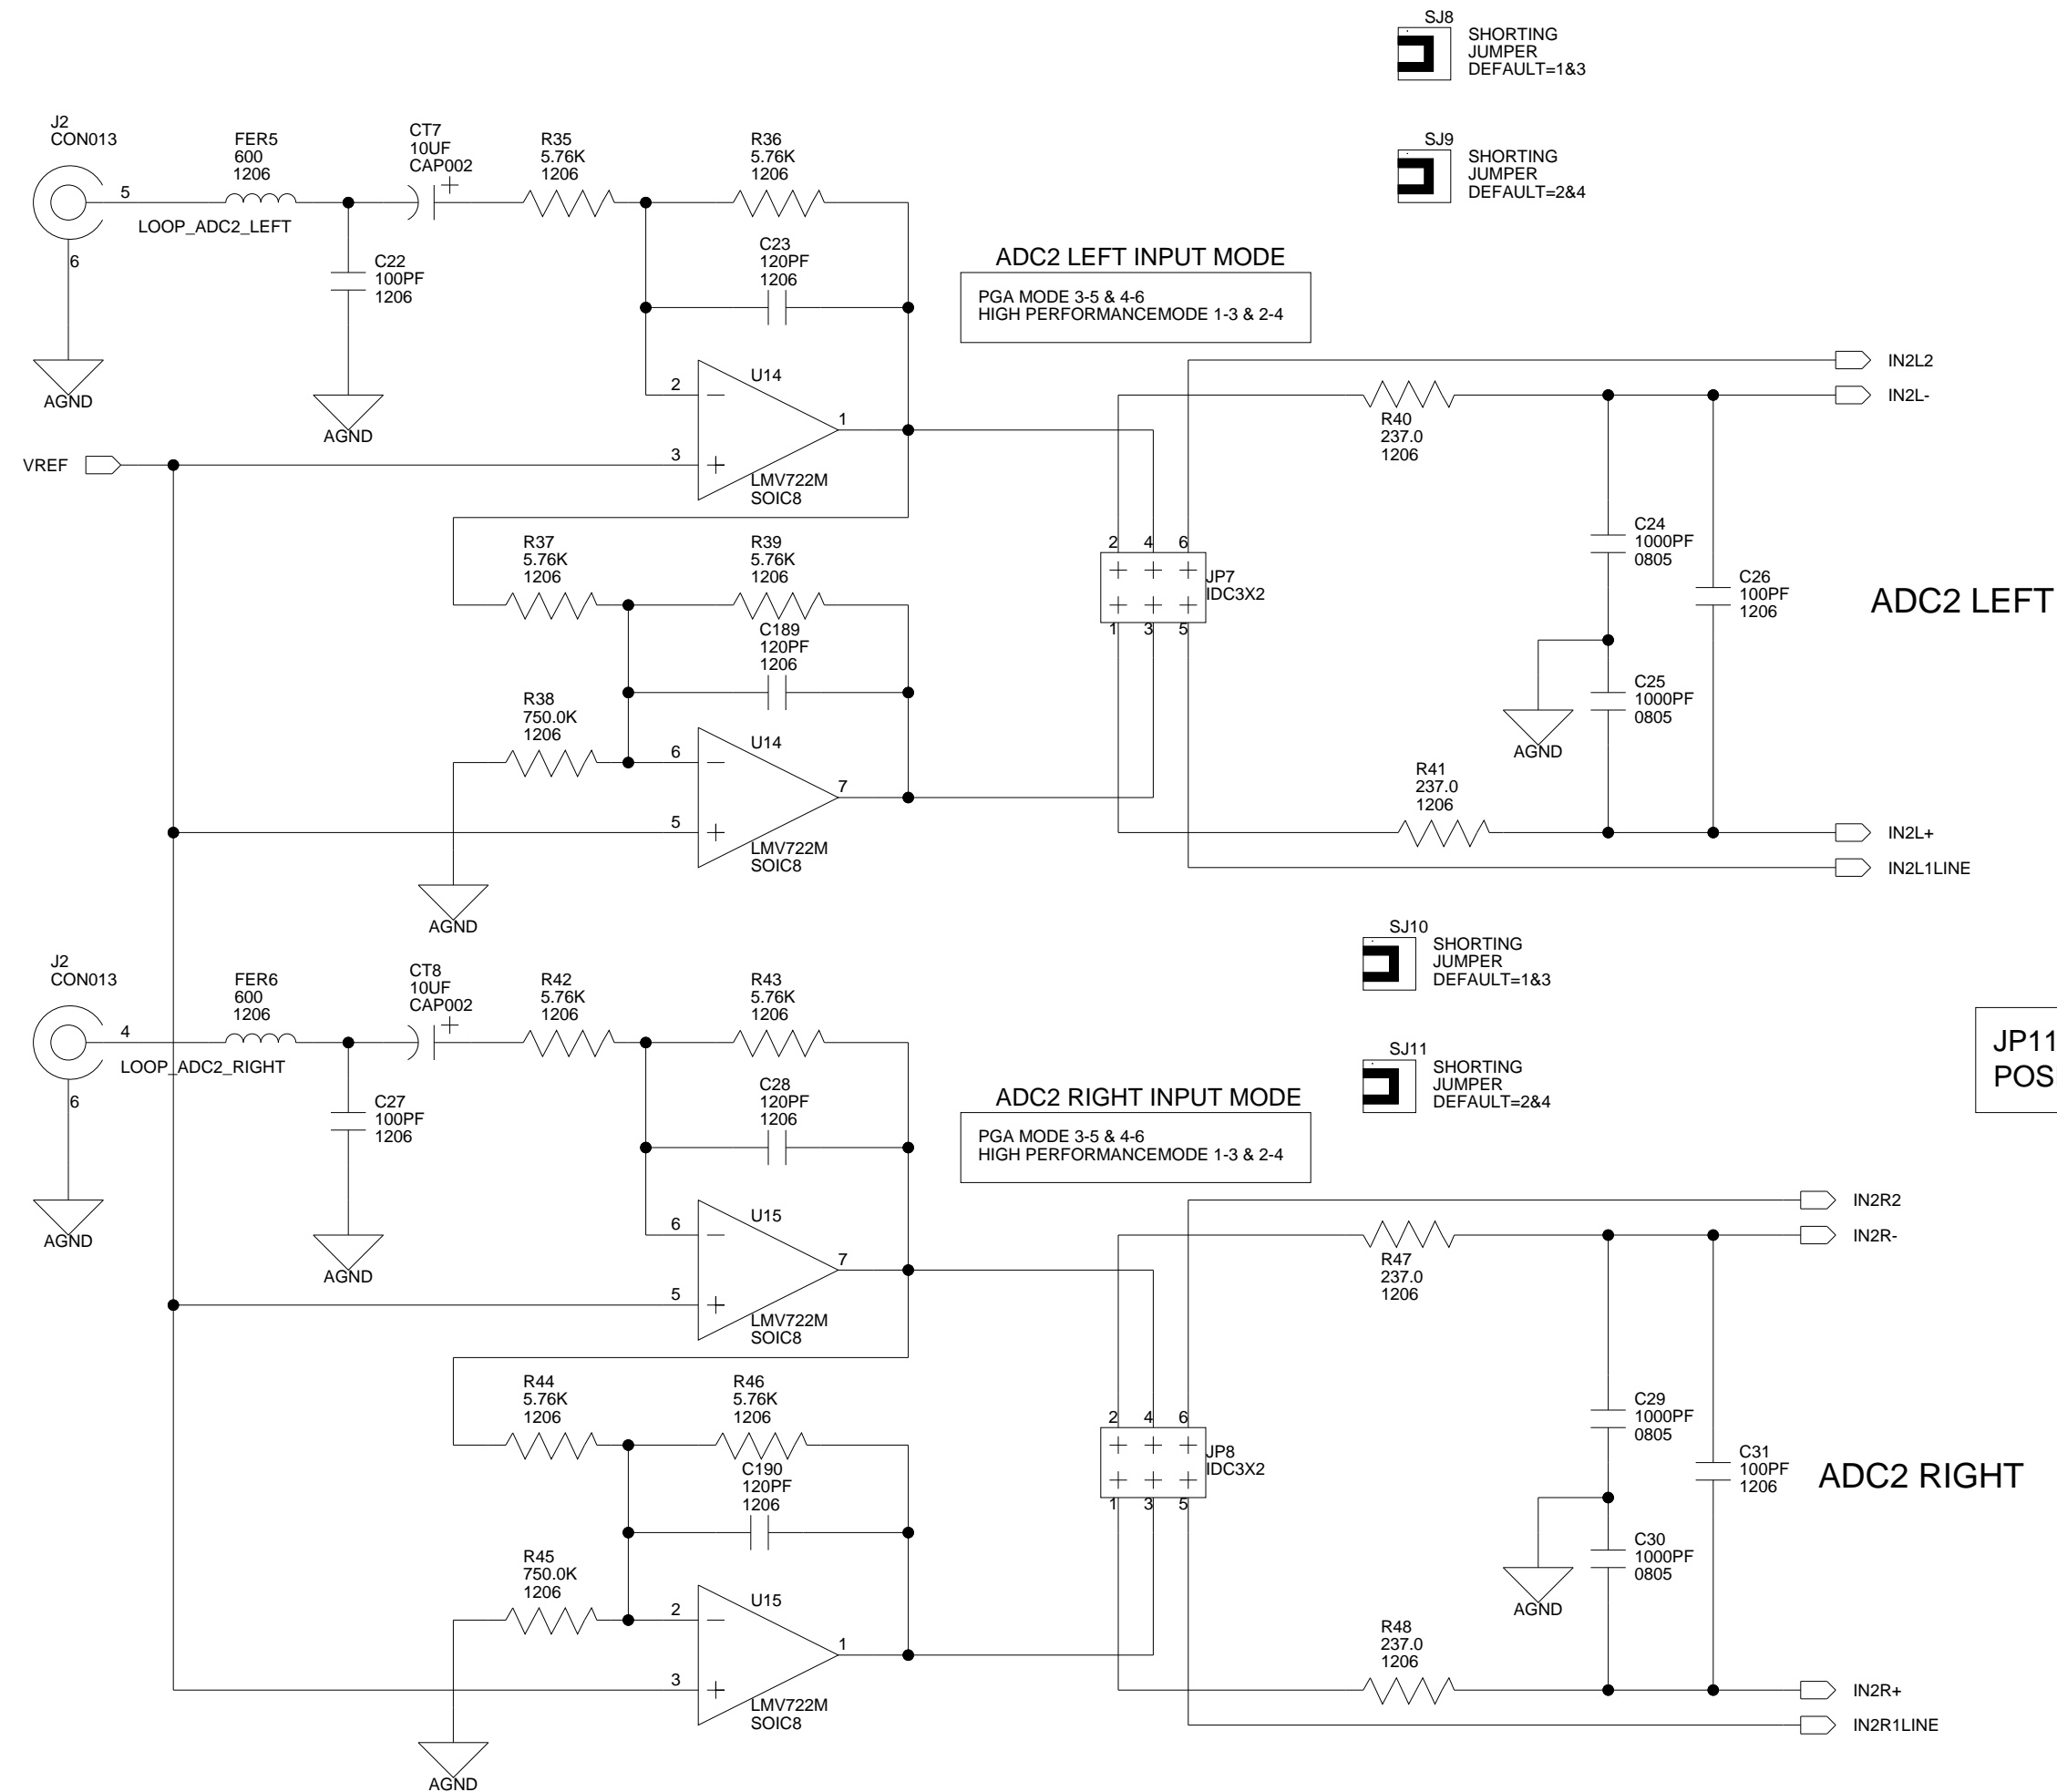 SJ8
SHORTING
JUMPER
DEFAULT=1&3
J2
CON013
FER5
600
1206
CT7
10UF
CAP002
R35
5.76K
1206
R36
5.76K
1206
SJ9
SHORTING
JUMPER
DEFAULT=2&4
5
LOOP_ADC2_LEFT
6
C22
100PF
1206
C23
120PF
1206
ADC2 LEFT INPUT MODE
PGA MODE 3-5 & 4-6
HIGH PERFORMANCEMODE 1-3 & 2-4
AGND
AGND
2
U14
1
3
LMV722M
SOIC8
VREF
IN2L2
IN2L-
R40
237.0
1206
R37
5.76K
1206
R39
5.76K
1206
2 4 6
JP7
IDC3X2
1 3 5
C24
1000PF
0805
C26
100PF
1206
ADC2 LEFT
C189
120PF
1206
R38
750.0K
1206
C25
1000PF
0805
AGND
6
U14
7
5
LMV722M
SOIC8
R41
237.0
1206
IN2L+
IN2L1LINE
AGND
SJ10
SHORTING
JUMPER
DEFAULT=1&3
J2
CON013
FER6
600
1206
CT8
10UF
CAP002
R42
5.76K
1206
R43
5.76K
1206
JP11
POS
SJ11
SHORTING
JUMPER
DEFAULT=2&4
4
LOOP_ADC2_RIGHT
6
C27
100PF
1206
C28
120PF
1206
ADC2 RIGHT INPUT MODE
PGA MODE 3-5 & 4-6
HIGH PERFORMANCEMODE 1-3 & 2-4
AGND
AGND
6
U15
7
5
LMV722M
SOIC8
IN2R2
IN2R-
R47
237.0
1206
R44
5.76K
1206
R46
5.76K
1206
2 4 6
JP8
IDC3X2
1 3 5
C29
1000PF
0805
C31
100PF
1206
ADC2 RIGHT
C190
120PF
1206
R45
750.0K
1206
C30
1000PF
0805
AGND
2
U15
1
3
LMV722M
SOIC8
R48
237.0
1206
IN2R+
IN2R1LINE
AGND